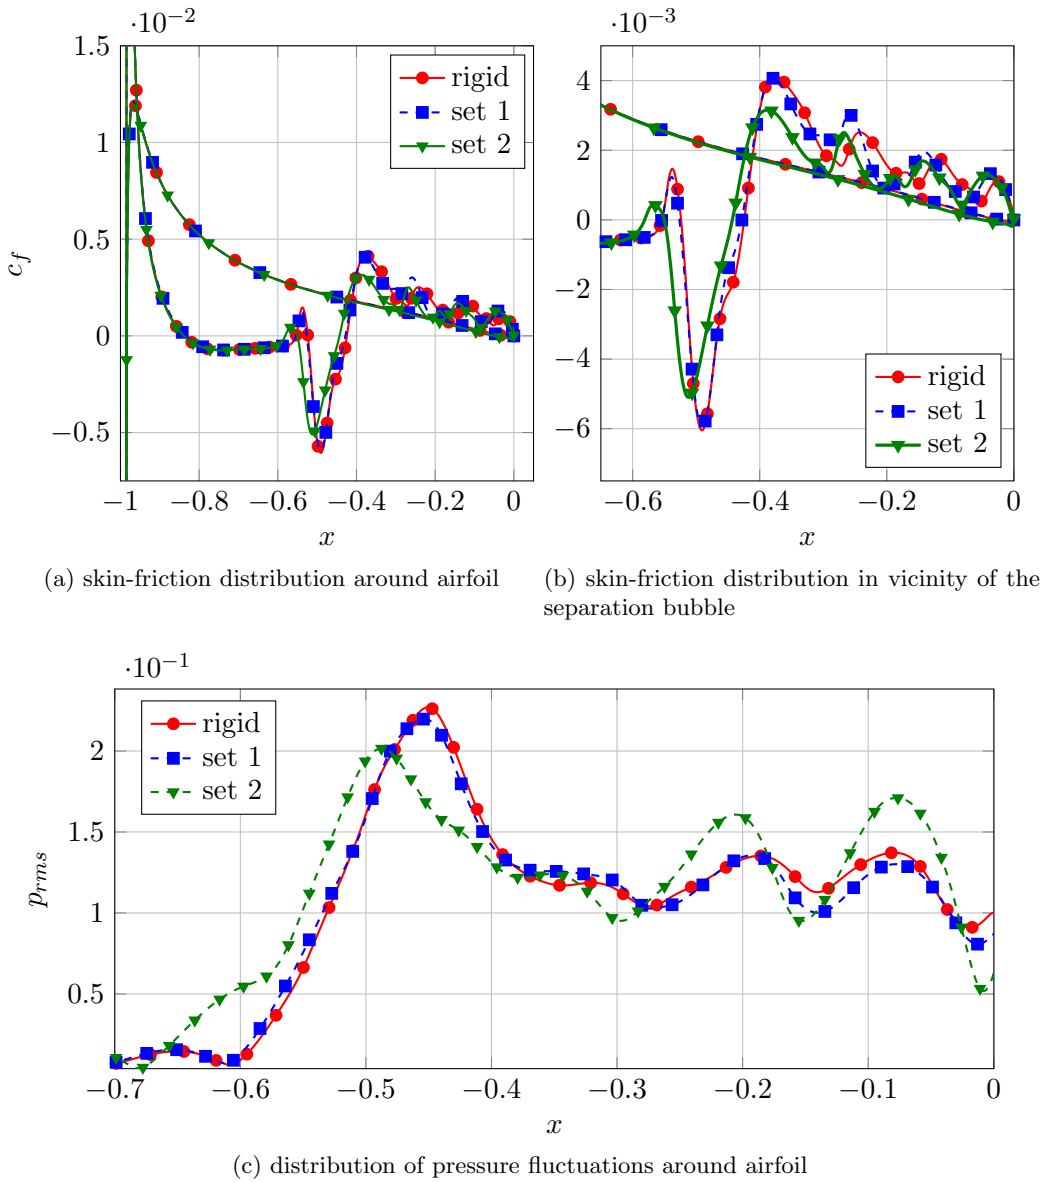 ·10⁻²
1.5
1
0.5
0
−0.5
c_f
−1 −0.8 −0.6 −0.4 −0.2 0
x
rigid
set 1
set 2
(a) skin-friction distribution around airfoil
·10⁻³
4
2
0
−2
−4
−6
−0.6 −0.4 −0.2 0
x
rigid
set 1
set 2
(b) skin-friction distribution in vicinity of the
separation bubble
·10⁻¹
2
1.5
1
0.5
p_rms
−0.7 −0.6 −0.5 −0.4 −0.3 −0.2 −0.1 0
x
rigid
set 1
set 2
(c) distribution of pressure fluctuations around airfoil